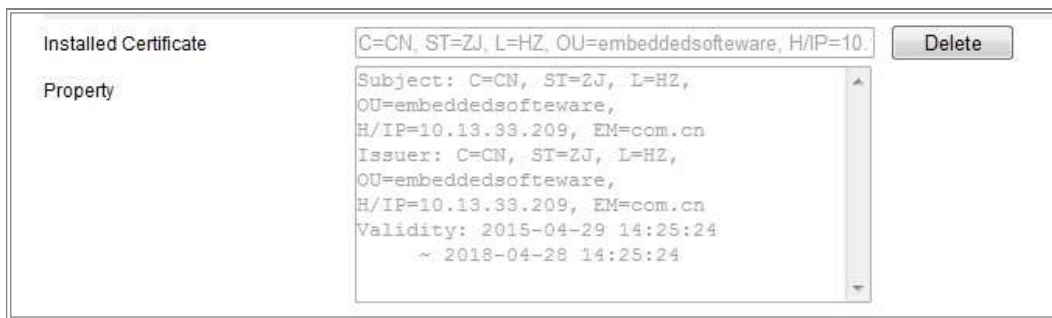 Installed Certificate C=CN, ST=ZJ, L=HZ, OU=embeddedsofteware, H/IP=10. Delete
Property
Subject: C=CN, ST=ZJ, L=HZ,
OU=embeddedsofteware,
H/IP=10.13.33.209, EM=com.cn
Issuer: C=CN, ST=ZJ, L=HZ,
OU=embeddedsofteware,
H/IP=10.13.33.209, EM=com.cn
Validity: 2015-04-29 14:25:24
~ 2018-04-28 14:25:24